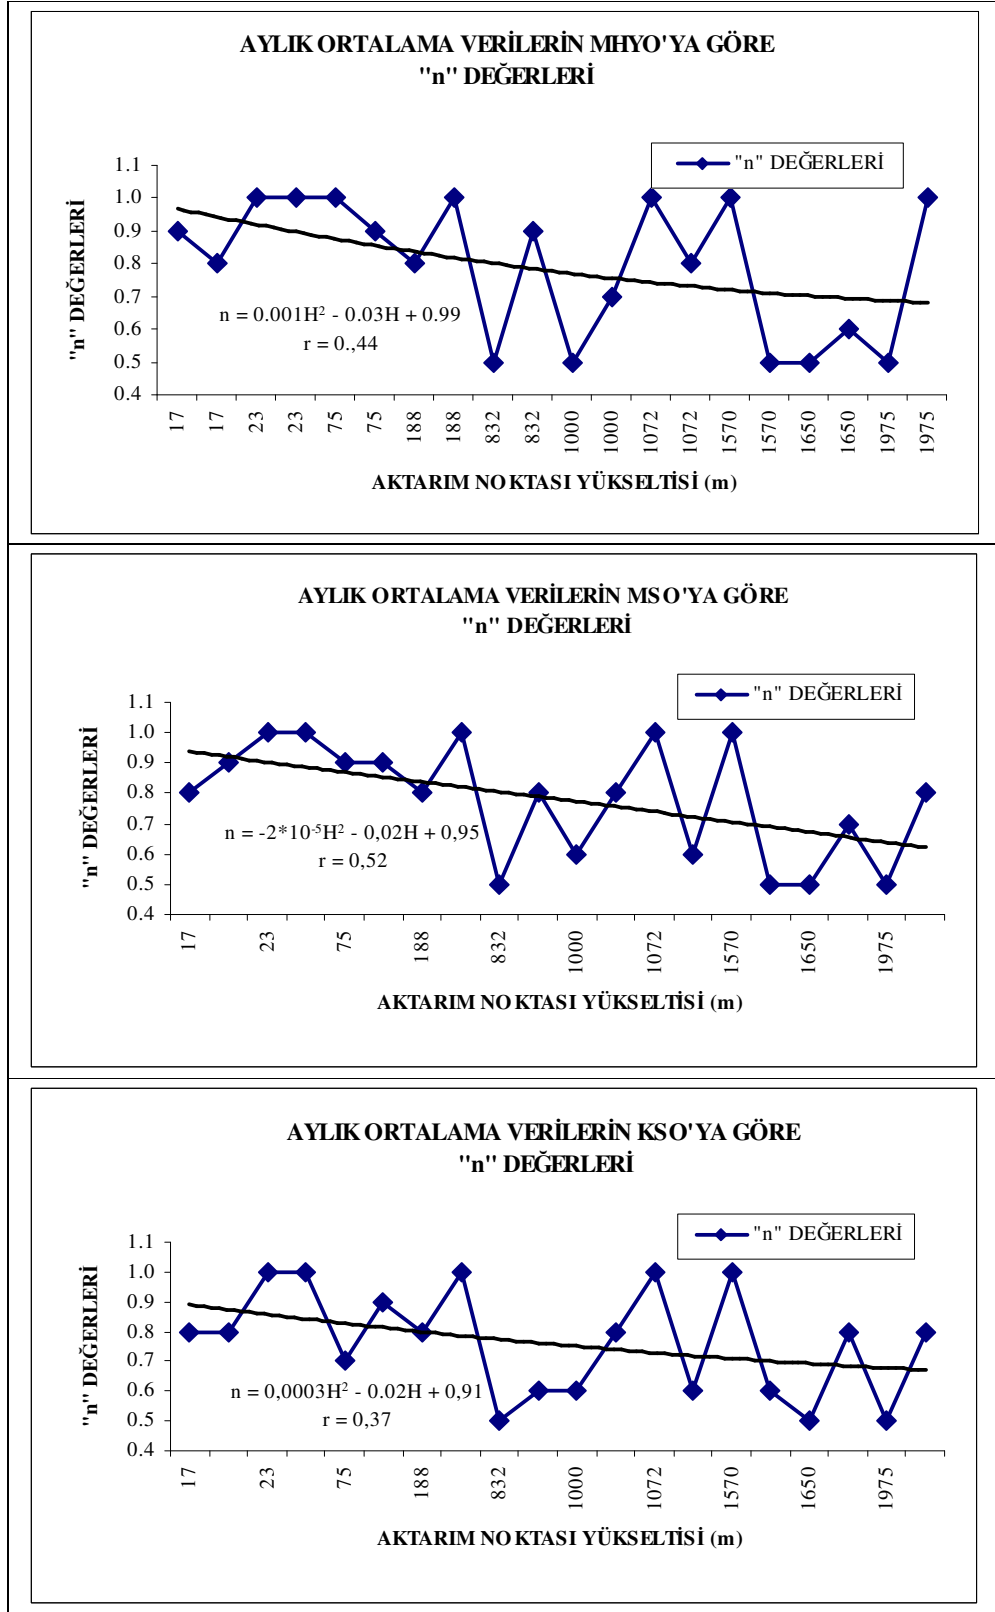 AYLIK ORTALAMA VERİLERİN MHYO'YA GÖRE
"n" DEĞERLERİ
"n" DEĞERLERİ
1.1
1.0
0.9
0.8
0.7
0.6
0.5
0.4
"n" DEĞERLERİ
n = 0.001H² - 0.03H + 0.99
r = 0.,44
17 17 23 23 75 75 188 188 832 832 1000 1000 1072 1072 1570 1570 1650 1650 1975 1975
AKTARIM NOKTASI YÜKSELTİSİ (m)
AYLIK ORTALAMA VERİLERİN MSO'YA GÖRE
"n" DEĞERLERİ
"n" DEĞERLERİ
1.1
1.0
0.9
0.8
0.7
0.6
0.5
0.4
"n" DEĞERLERİ
n = -2*10⁻⁵H² - 0,02H + 0,95
r = 0,52
17 23 75 188 832 1000 1072 1570 1650 1975
AKTARIM NOKTASI YÜKSELTİSİ (m)
AYLIK ORTALAMA VERİLERİN KSO'YA GÖRE
"n" DEĞERLERİ
"n" DEĞERLERİ
1.1
1.0
0.9
0.8
0.7
0.6
0.5
0.4
"n" DEĞERLERİ
n = 0,0003H² - 0.02H + 0,91
r = 0,37
17 23 75 188 832 1000 1072 1570 1650 1975
AKTARIM NOKTASI YÜKSELTİSİ (m)